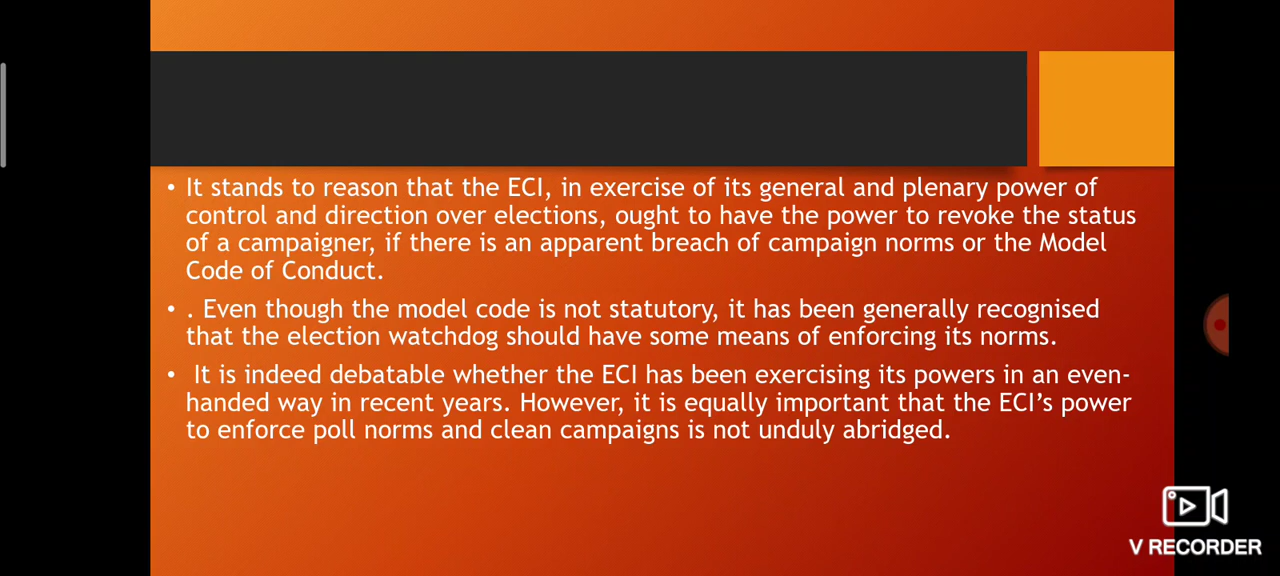 • It stands to reason that the ECI, in exercise of its general and plenary power of
control and direction over elections, ought to have the power to revoke the status
of a campaigner, if there is an apparent breach of campaign norms or the Model
Code of Conduct.
• . Even though the model code is not statutory, it has been generally recognised
that the election watchdog should have some means of enforcing its norms.
• It is indeed debatable whether the ECI has been exercising its powers in an even-
handed way in recent years. However, it is equally important that the ECI’s power
to enforce poll norms and clean campaigns is not unduly abridged.
V RECORDER